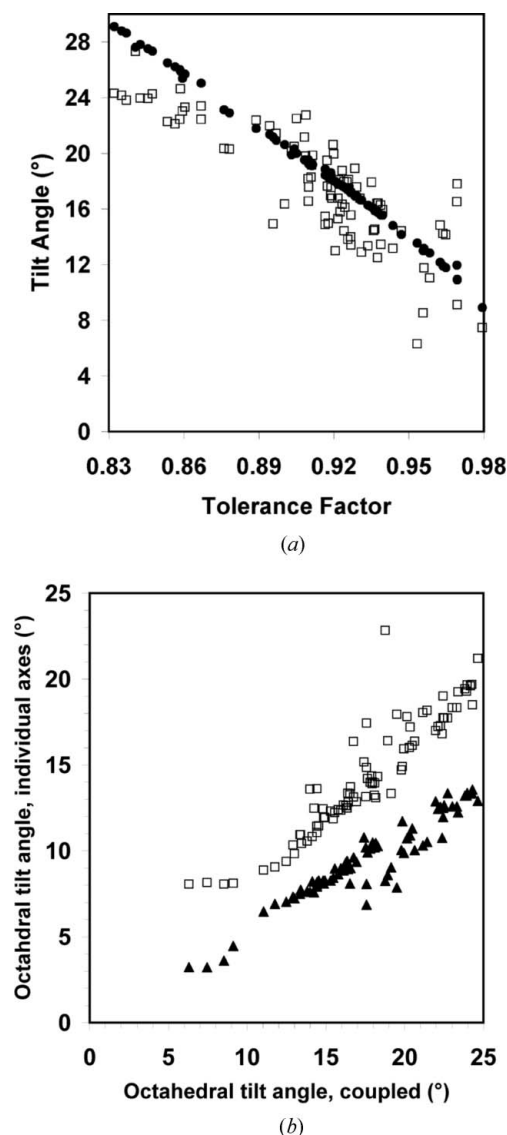 28
24
20
16
12
8
4
0
Tilt Angle (°)
0.83 0.86 0.89 0.92 0.95 0.98
Tolerance Factor
(a)
25
20
15
10
5
0
Octahdral tilt angle, individual axes (°)
0 5 10 15 20 25
Octahedral tilt angle, coupled (°)
(b)